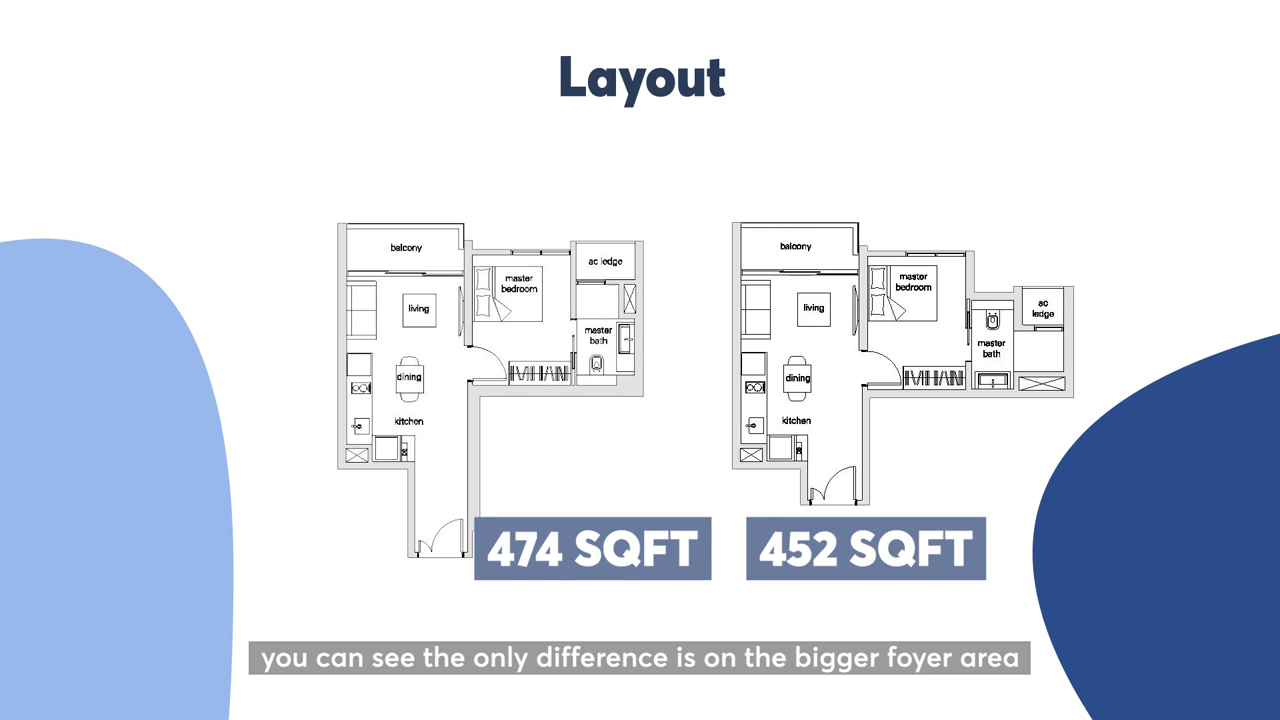 Layout
balcony
ac ledge
master
bedroom
living
master
bath
dining
kitchen
balcony
master
bedroom
ac
ledge
living
master
bath
dining
kitchen
474 SQFT
452 SQFT
you can see the only difference is on the bigger foyer area